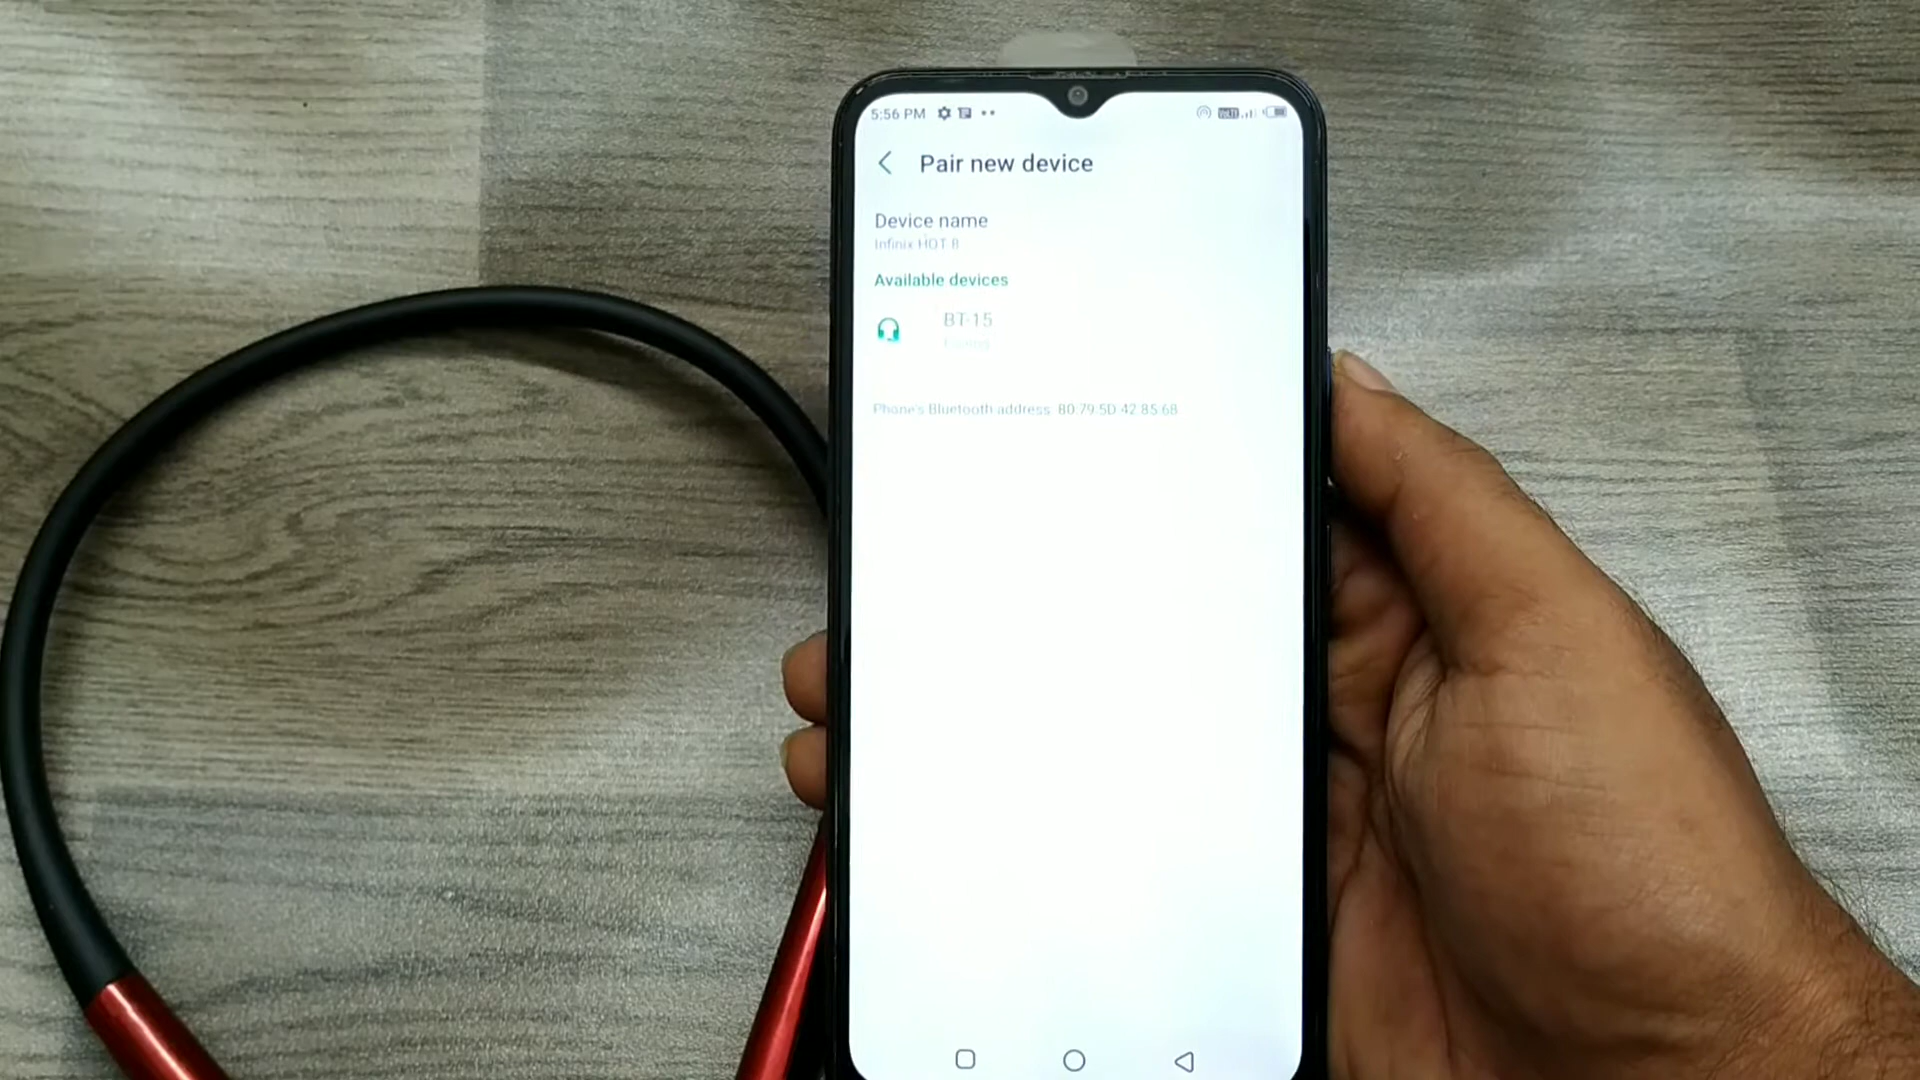 5:56 PM
Pair new device
Device name
Infinix HOT 8
Available devices
BT-15
Phone's Bluetooth address: 80:79:5D:42:85:68